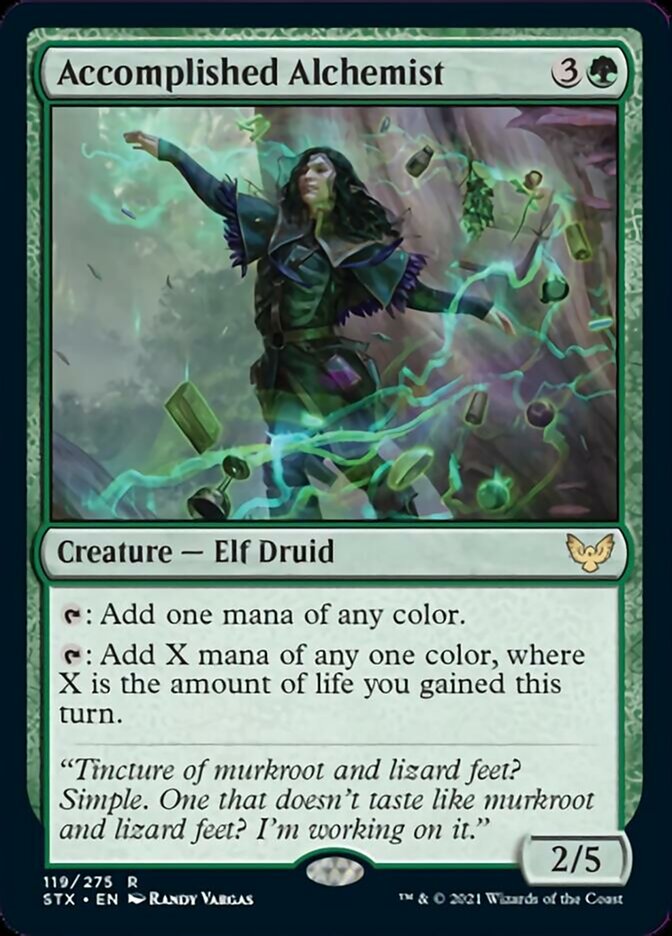 Accomplished Alchemist 3
Creature — Elf Druid
: Add one mana of any color.
: Add X mana of any one color, where
X is the amount of life you gained this
turn.
“Tincture of murkroot and lizard feet?
Simple. One that doesn’t taste like murkroot
and lizard feet? I’m working on it.”
2/5
119/275 R
STX • EN Randy Vargas
™ & © 2021 Wizards of the Coast